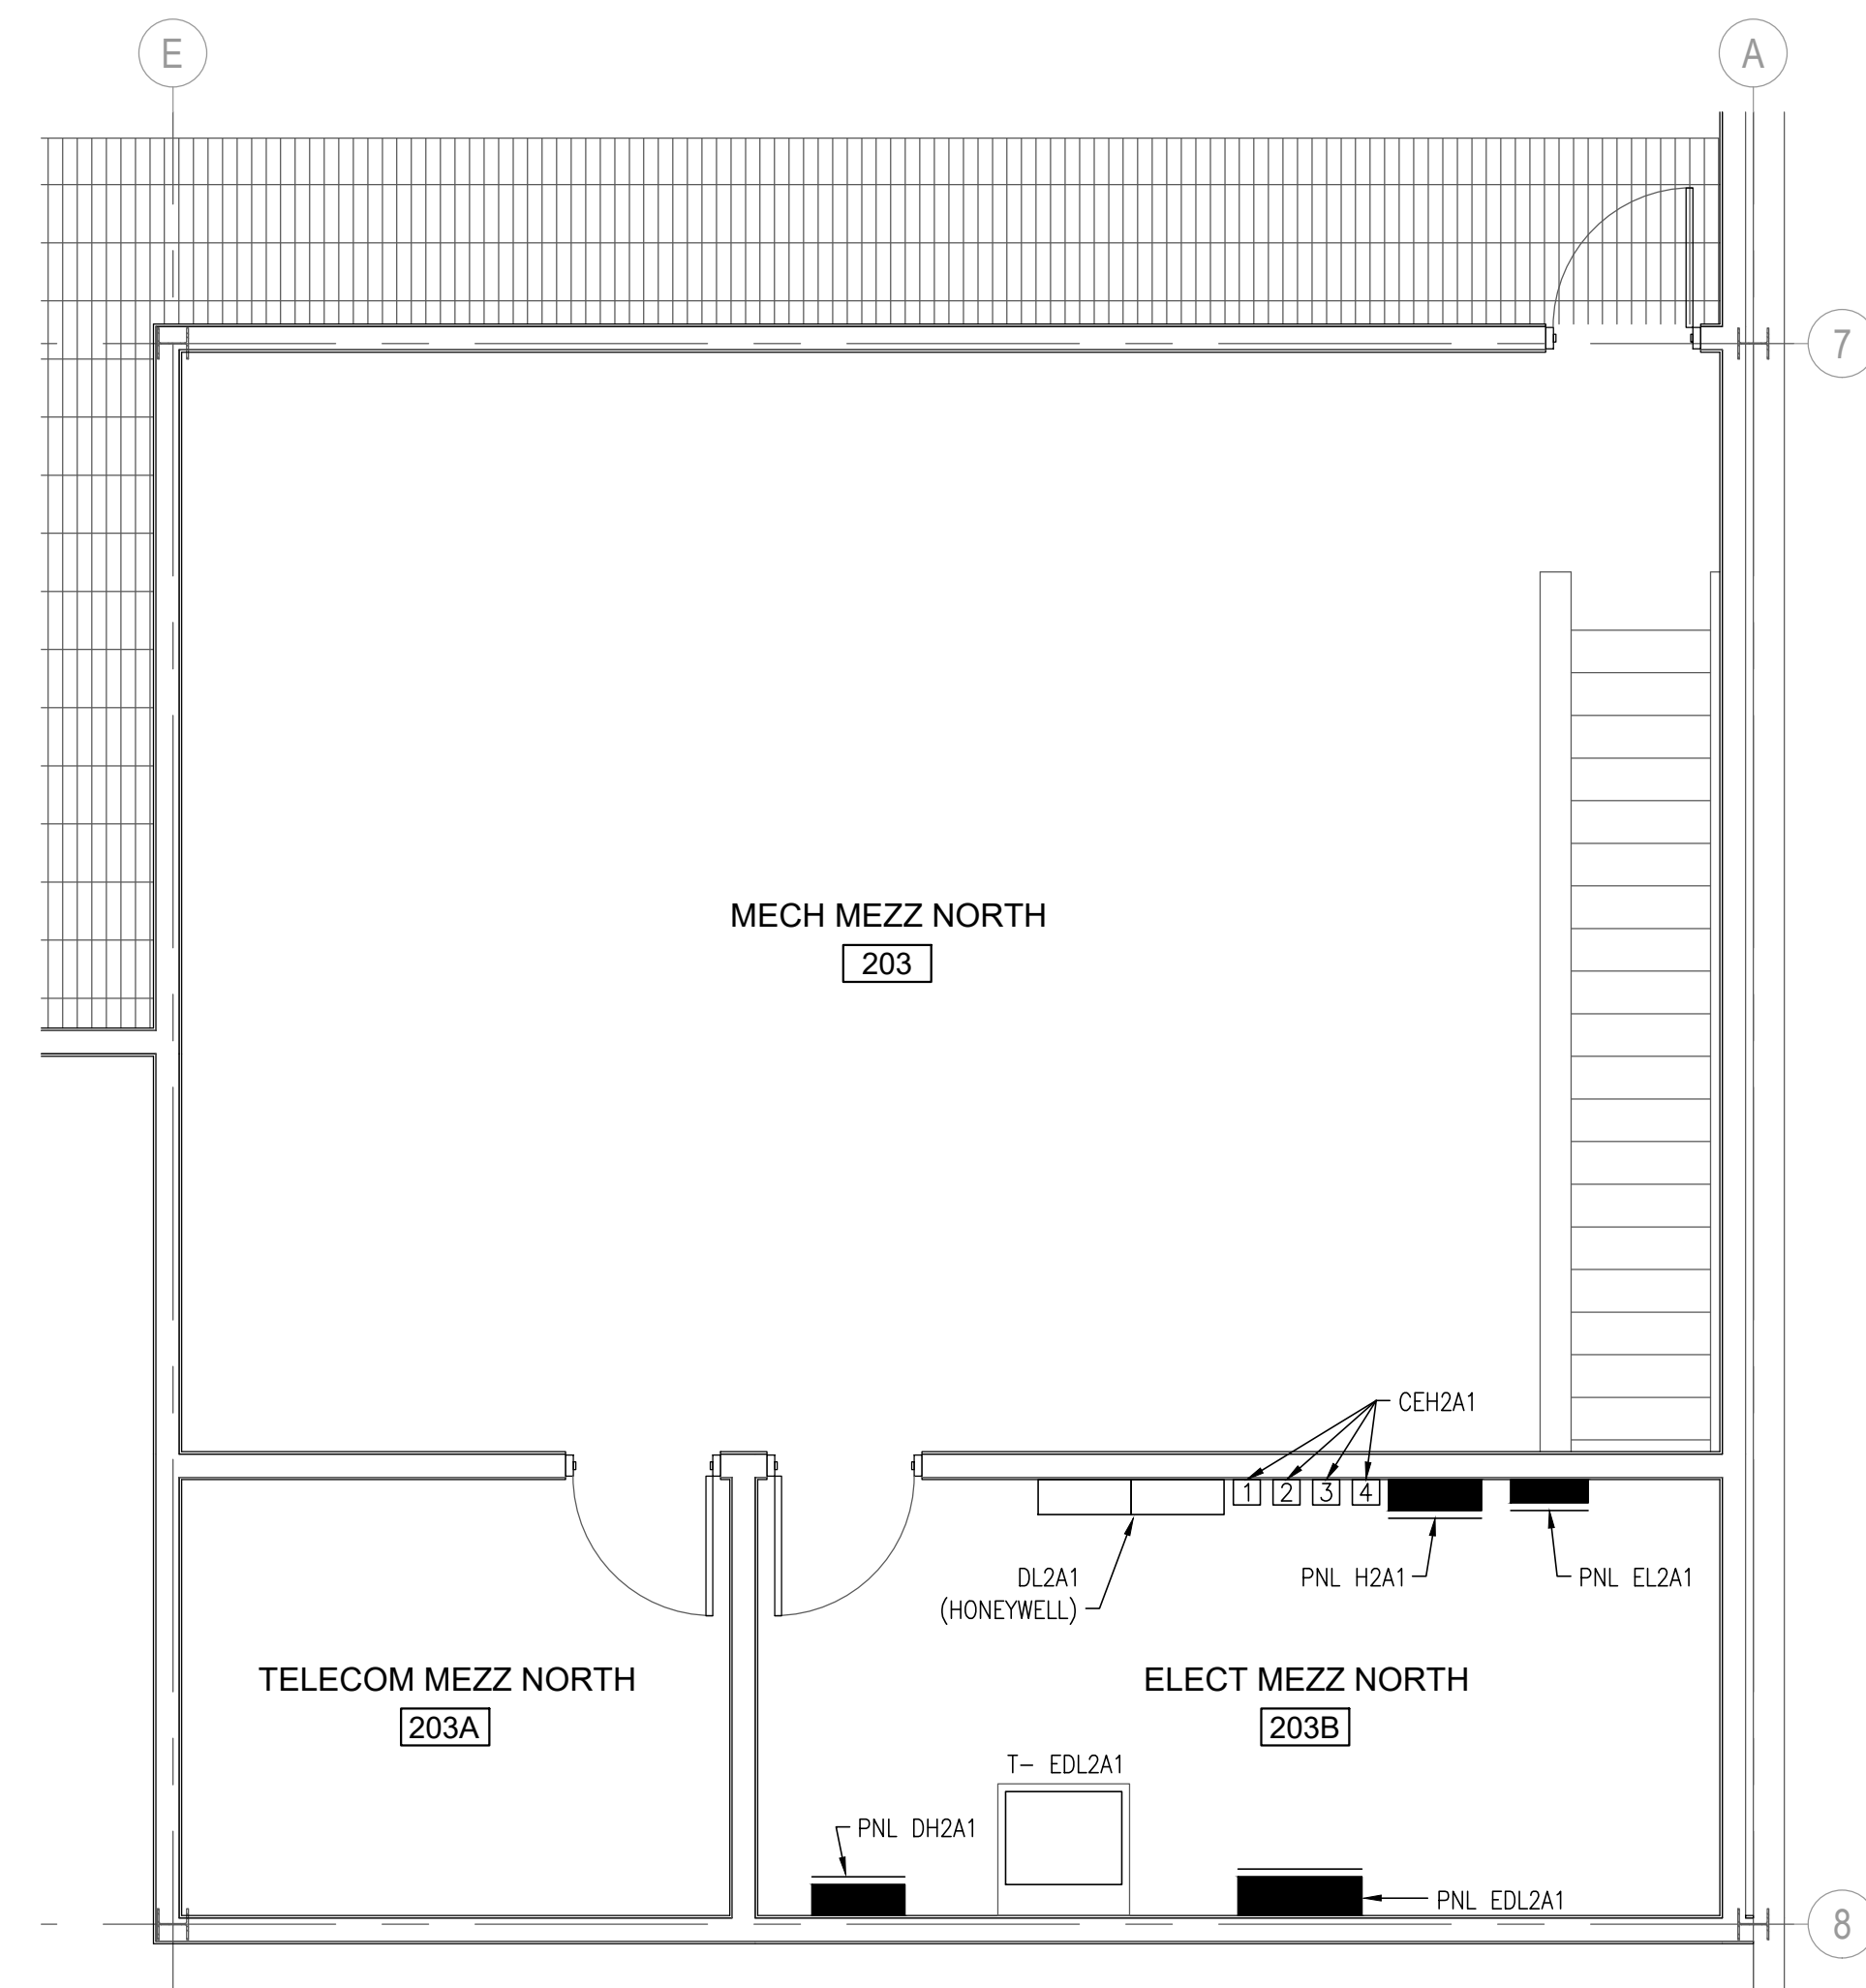 E
A
7
MECH MEZZ NORTH
203
CEH2A1
1 2 3 4
DL2A1
(HONEYWELL)
PNL H2A1
PNL EL2A1
TELECOM MEZZ NORTH
203A
ELECT MEZZ NORTH
203B
T- EDL2A1
PNL DH2A1
PNL EDL2A1
8